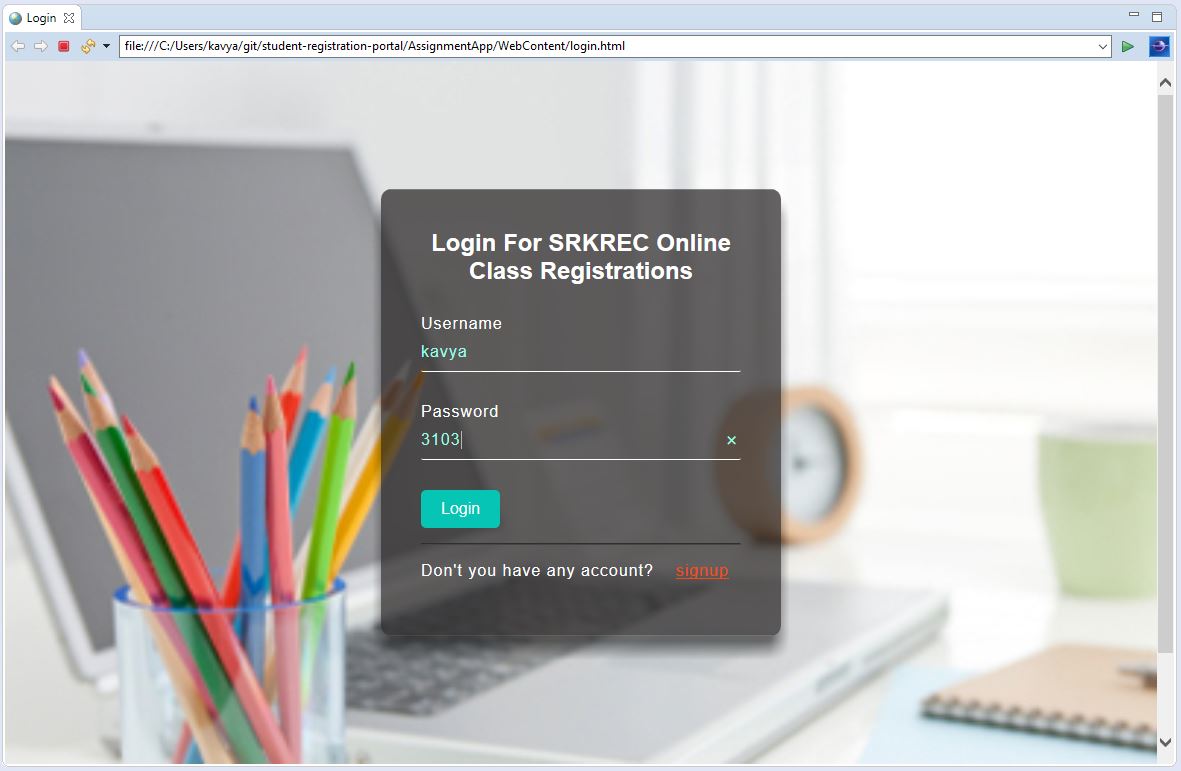 Login
file:///C:/Users/kavya/git/student-registration-portal/AssignmentApp/WebContent/login.html
Login For SRKREC Online
Class Registrations
Username
kavya
Password
3103
Login
Don't you have any account? signup